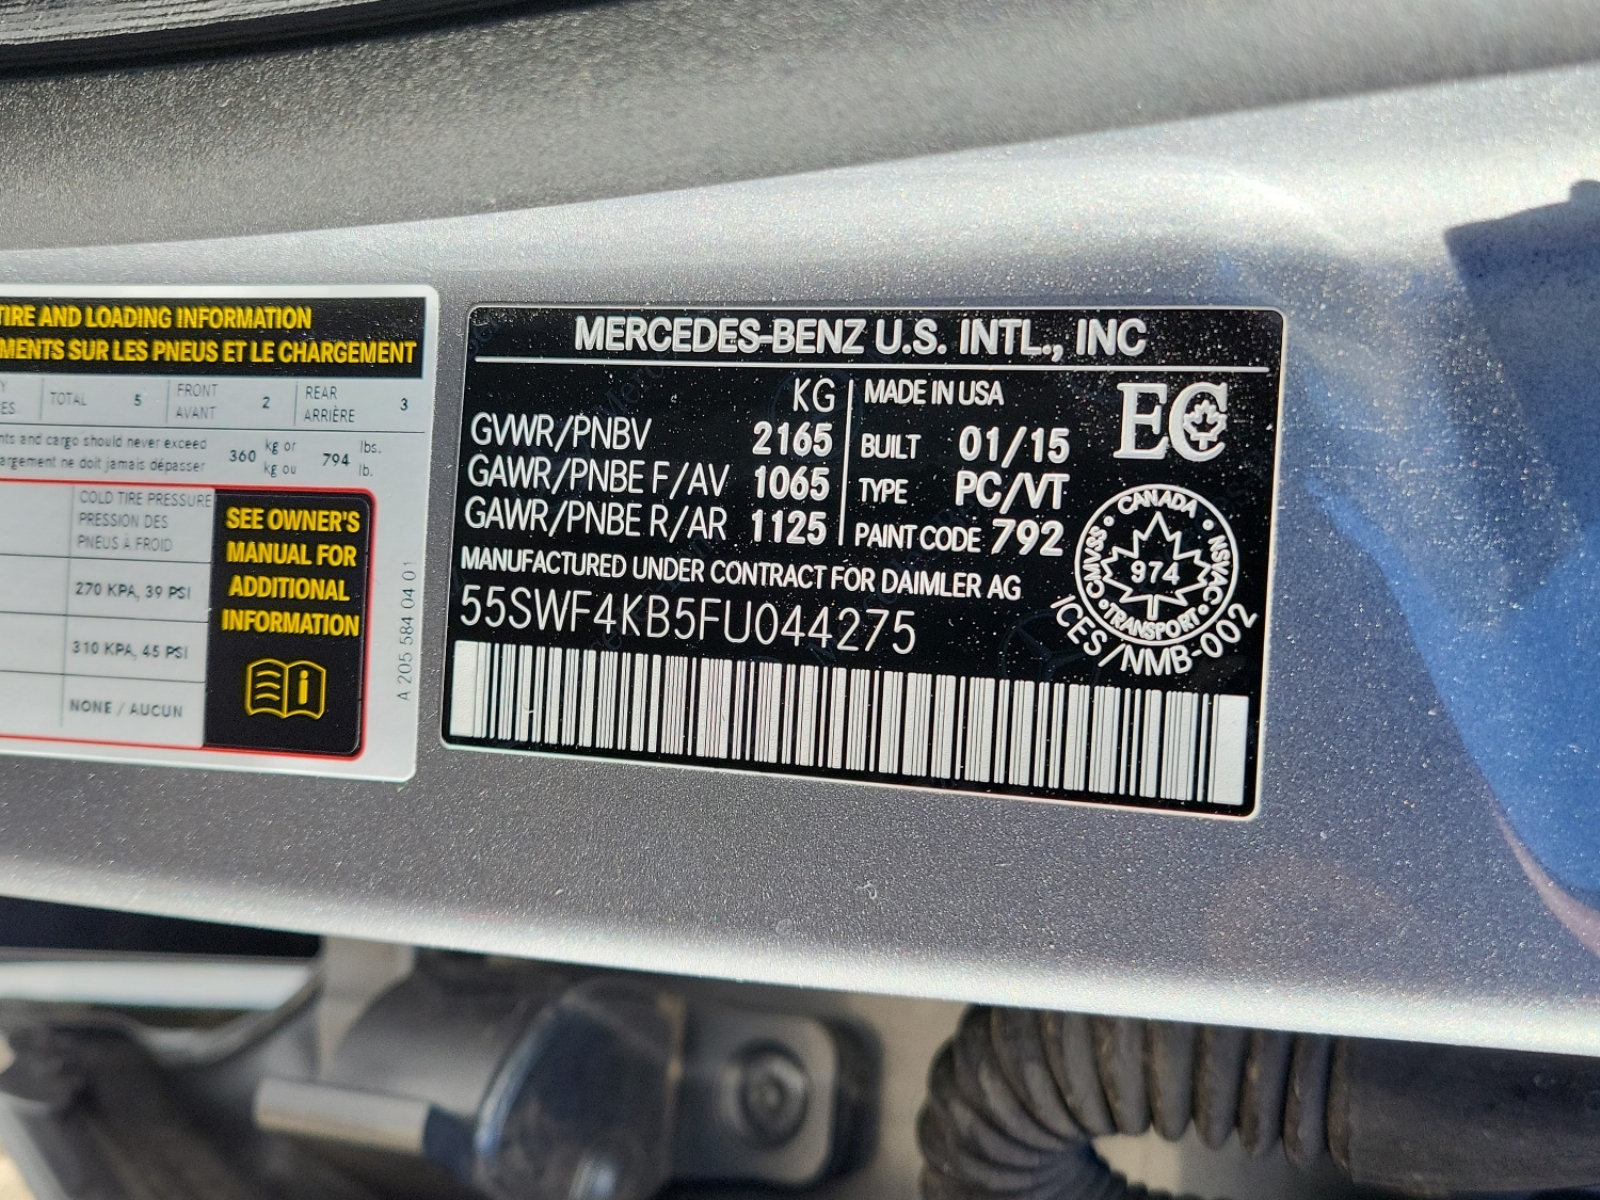 TIRE AND LOADING INFORMATION
SUR LES PNEUS ET LE CHARGEMENT
TOTAL 5 FRONT AVANT 2 REAR ARRIÈRE 3
and cargo should never exceed 360 kg or 794 lbs.
ne doit jamais dépasser kg ou lb.
COLD TIRE PRESSURE
PRESSION DES
PNEUS À FROID
270 KPA, 39 PSI
310 KPA, 45 PSI
NONE / AUCUN
SEE OWNER'S
MANUAL FOR
ADDITIONAL
INFORMATION
A 205 584 04 01
MERCEDES-BENZ U.S. INTL., INC
KG
GVWR/PNBV 2165
GAWR/PNBE F/AV 1065
GAWR/PNBE R/AR 1125
MADE IN USA
BUILT 01/15
TYPE PC/VT
PAINT CODE 792
MANUFACTURED UNDER CONTRACT FOR DAIMLER AG
55SWF4KB5FU044275
EC
CANADA
CMVSS NSVAC
974
TRANSPORT
ICES/NMB-002